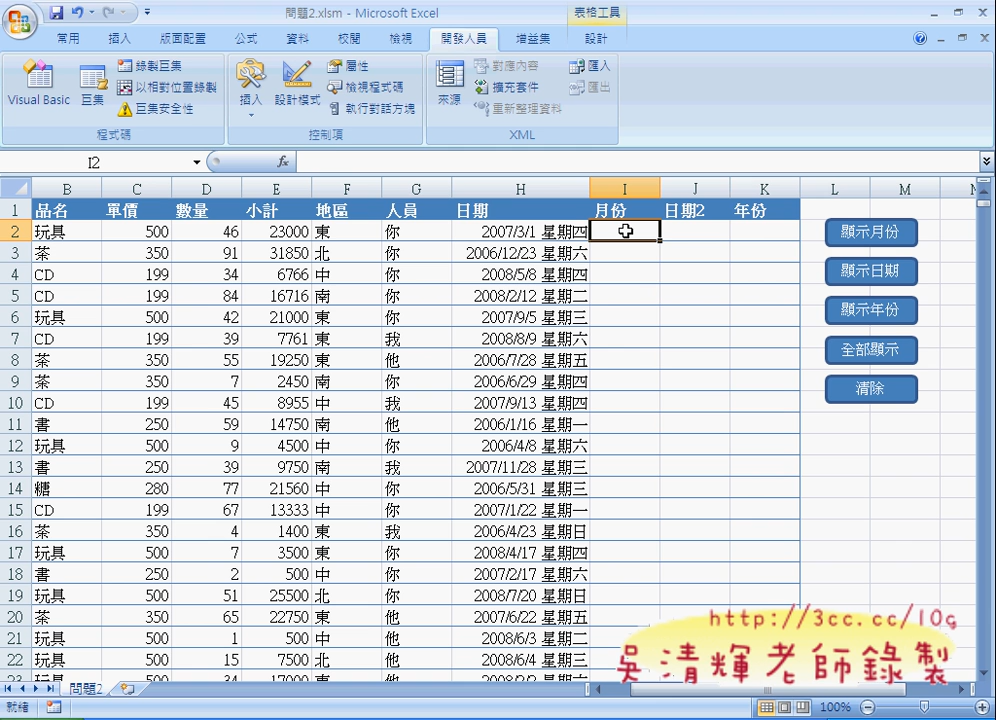 問題2.xlsm - Microsoft Excel
表格工具
常用 插入 版面配置 公式 資料 校閱 檢視 開發人員 增益集 設計
Visual Basic 巨集 錄製巨集 以相對位置錄製 巨集安全性
程式碼
插入 設計模式 屬性 檢視程式碼 執行對話方塊
控制項
來源 對應內容 擴充套件 重新整理資料 匯入 匯出
XML
I2 fx
B C D E F G H I J K L M N
1 品名 單價 數量 小計 地區 人員 日期 月份 日期2 年份
2 玩具 500 46 23000 東 你 2007/3/1 星期四 顯示月份
3 茶 350 91 31850 北 你 2006/12/23 星期六
4 CD 199 34 6766 中 你 2008/5/8 星期四 顯示日期
5 CD 199 84 16716 南 你 2008/2/12 星期二
6 玩具 500 42 21000 東 你 2007/9/5 星期三 顯示年份
7 CD 199 39 7761 東 我 2008/8/9 星期六
8 茶 350 55 19250 東 他 2006/7/28 星期五 全部顯示
9 茶 350 7 2450 南 你 2006/6/29 星期四 清除
10 CD 199 45 8955 中 我 2007/9/13 星期四
11 書 250 59 14750 南 他 2006/1/16 星期一
12 玩具 500 9 4500 中 你 2006/4/8 星期六
13 書 250 39 9750 南 我 2007/11/28 星期三
14 糖 280 77 21560 中 你 2006/5/31 星期三
15 CD 199 67 13333 中 你 2007/1/22 星期一
16 茶 350 4 1400 東 我 2006/4/23 星期日
17 玩具 500 7 3500 東 你 2008/4/17 星期四
18 書 250 2 500 中 你 2007/2/17 星期六
19 玩具 500 51 25500 北 你 2008/7/20 星期日
20 茶 350 65 22750 東 他 2007/6/22 星期五
21 玩具 500 1 500 中 他 2008/6/3 星期二
22 玩具 500 15 7500 北 他 2008/6/4 星期三
http://3cc.cc/10g
吳清輝老師錄製
問題2
就緒 100%